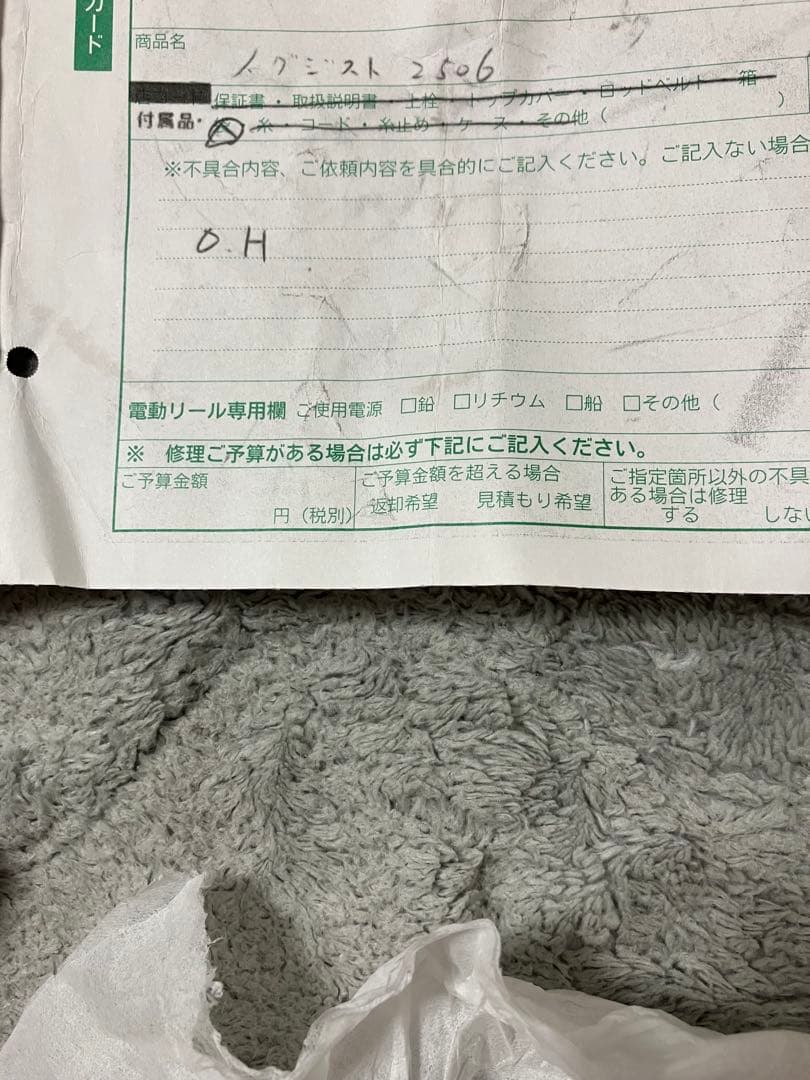 カード
商品名
イグジスト 2506
保証書・取扱説明書・上栓・トップカバー・ロッドベルト・箱
付属品・ 糸・コード・糸止め・ケース・その他（ ）
※不具合内容、ご依頼内容を具合的にご記入ください。ご記入ない場合
O.H
電動リール専用欄 ご使用電源 □鉛 □リチウム □船 □その他（
※ 修理ご予算がある場合は必ず下記にご記入ください。
ご予算金額 ご予算金額を超える場合 ご指定箇所以外の不具
円（税別） 返却希望 見積もり希望 ある場合は修理
する しない